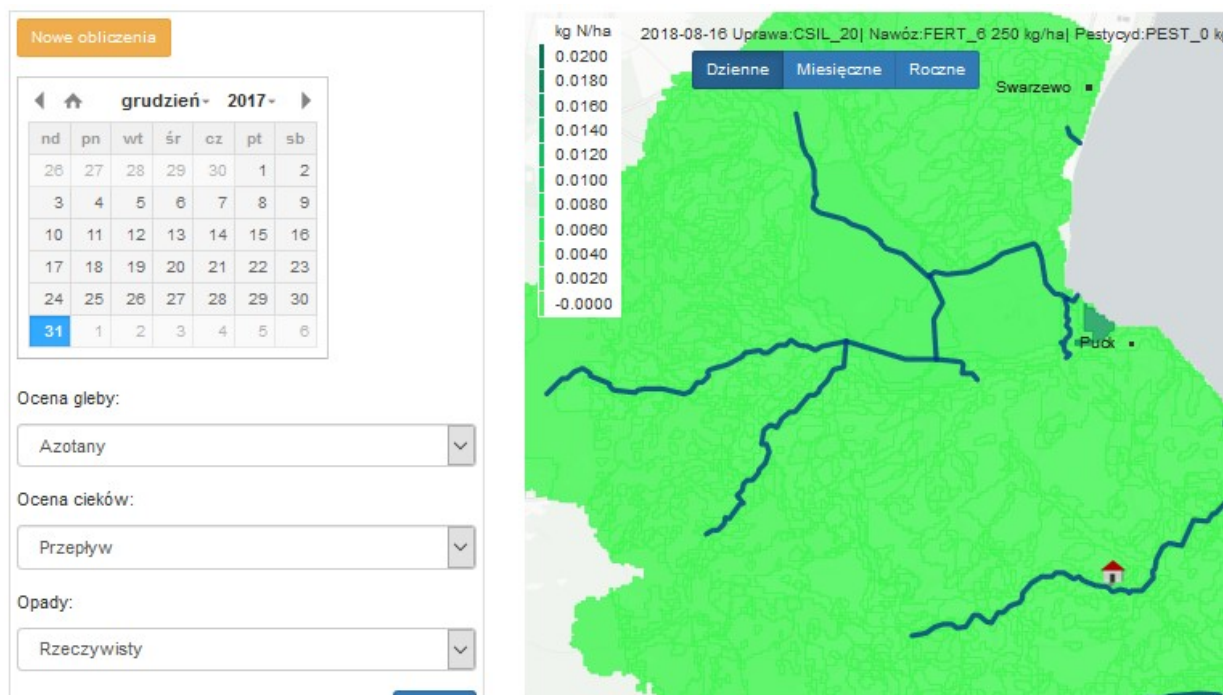 Nowe obliczenia
grudzień 2017
nd pn wt śr cz pt sb
26 27 28 29 30 1 2
3 4 5 6 7 8 9
10 11 12 13 14 15 16
17 18 19 20 21 22 23
24 25 26 27 28 29 30
31 1 2 3 4 5 6
Ocena gleby:
Azotany
Ocena cieków:
Przepływ
Opady:
Rzeczywisty
kg N/ha
0.0200
0.0180
0.0160
0.0140
0.0120
0.0100
0.0080
0.0060
0.0040
0.0020
-0.0000
2018-08-16 Uprawa:CSIL_20| Nawóz:FERT_6 250 kg/ha| Pestycyd:PEST_0 kg
Dzienne Miesięczne Roczne
Swarzewo
Puck